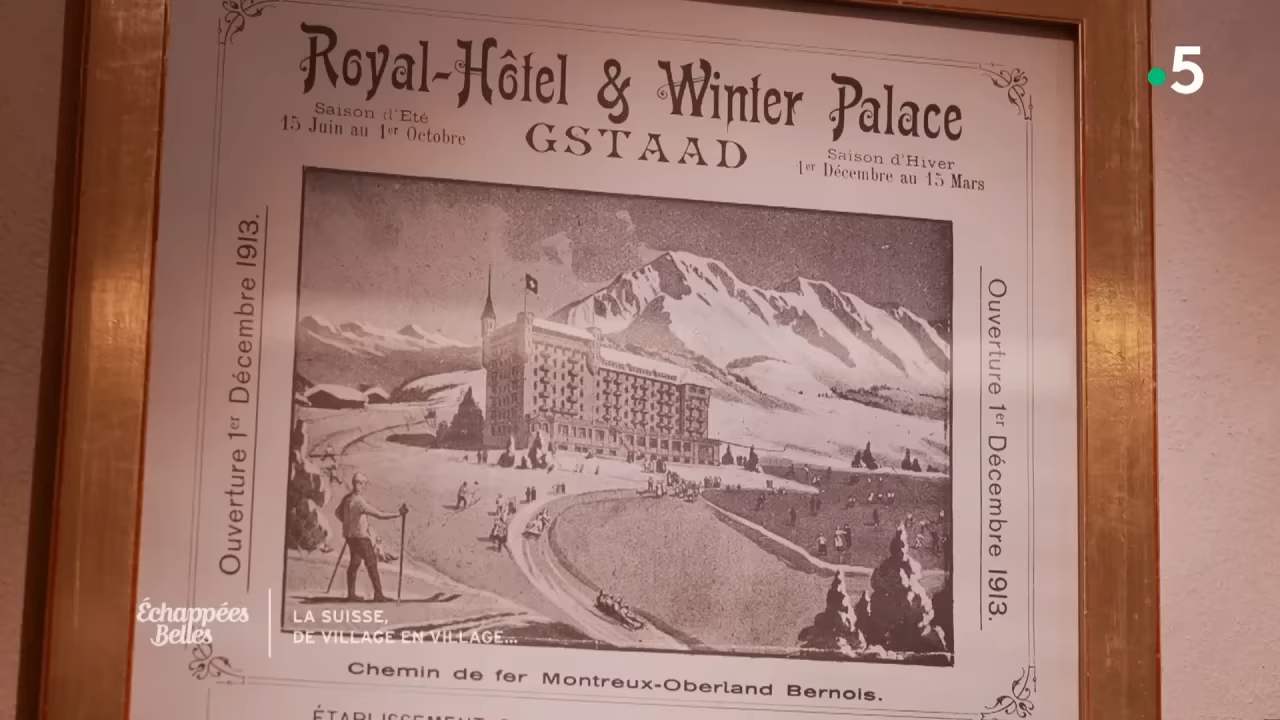 Royal-Hôtel & Winter Palace
GSTAAD
Saison d'Eté
15 Juin au 1er Octobre
Saison d'Hiver
1er Décembre au 15 Mars
Ouverture 1er Décembre 1913.
Ouverture 1er Décembre 1913.
Chemin de fer Montreux-Oberland Bernois.
ÉTABLISSEMENT
5
Échappées
Belles
LA SUISSE,
DE VILLAGE EN VILLAGE...